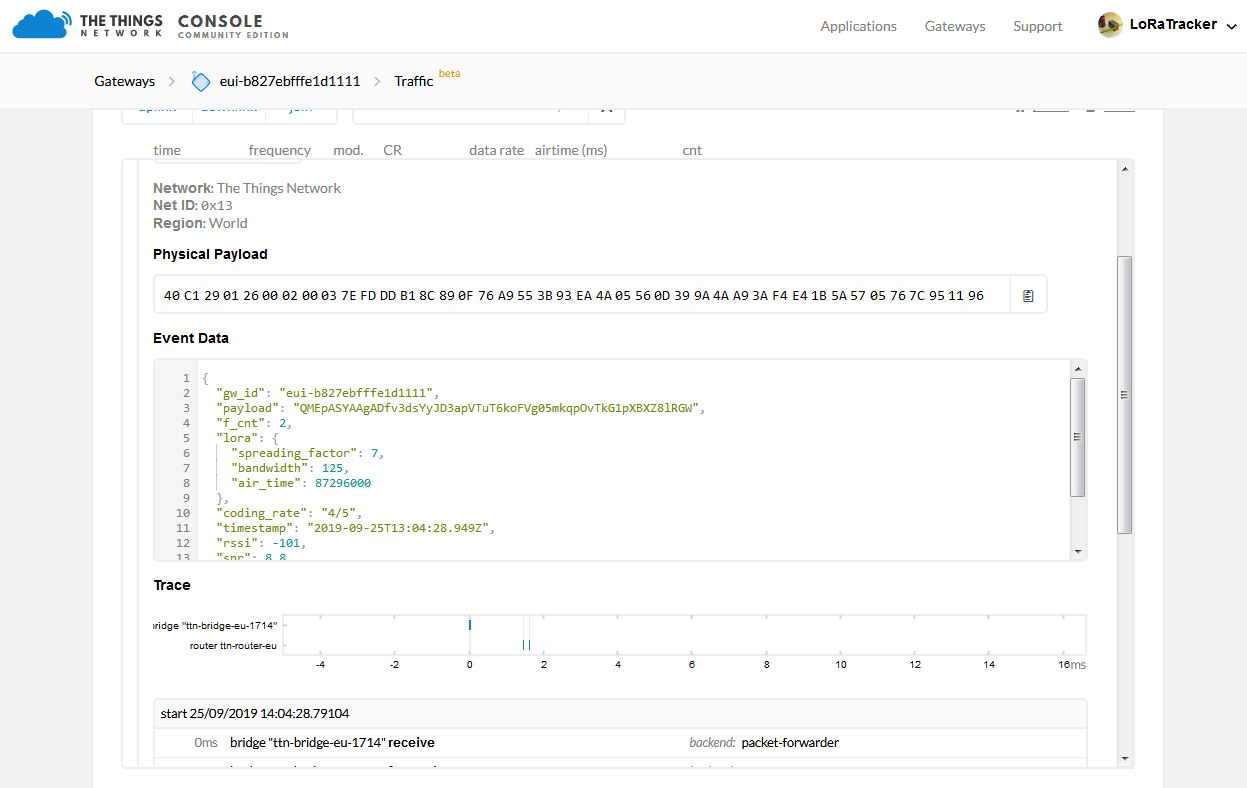 THE THINGS NETWORK CONSOLE COMMUNITY EDITION
Applications Gateways Support LoRaTracker
Gateways eui-b827ebfffe1d1111 Traffic beta
time frequency mod. CR data rate airtime (ms) cnt
Network: The Things Network
Net ID: 0x13
Region: World
Physical Payload
40 C1 29 01 26 00 02 00 03 7E FD DD B1 8C 89 0F 76 A9 55 3B 93 EA 4A 05 56 0D 39 9A 4A A9 3A F4 E4 1B 5A 57 05 76 7C 95 11 96
Event Data
1 {
2 "gw_id": "eui-b827ebfffe1d1111",
3 "payload": "QMEpASYAAgADfv3dsYyJD3apVTuT6koFVg05mkqpOvTkG1pXBXZ8lRGW",
4 "f_cnt": 2,
5 "lora": {
6 "spreading_factor": 7,
7 "bandwidth": 125,
8 "air_time": 87296000
9 },
10 "coding_rate": "4/5",
11 "timestamp": "2019-09-25T13:04:28.949Z",
12 "rssi": -101,
13 "snr": 8.8
Trace
bridge "ttn-bridge-eu-1714"
router ttn-router-eu
-4 -2 0 2 4 6 8 10 12 14 16ms
start 25/09/2019 14:04:28.79104
0ms bridge "ttn-bridge-eu-1714" receive backend: packet-forwarder